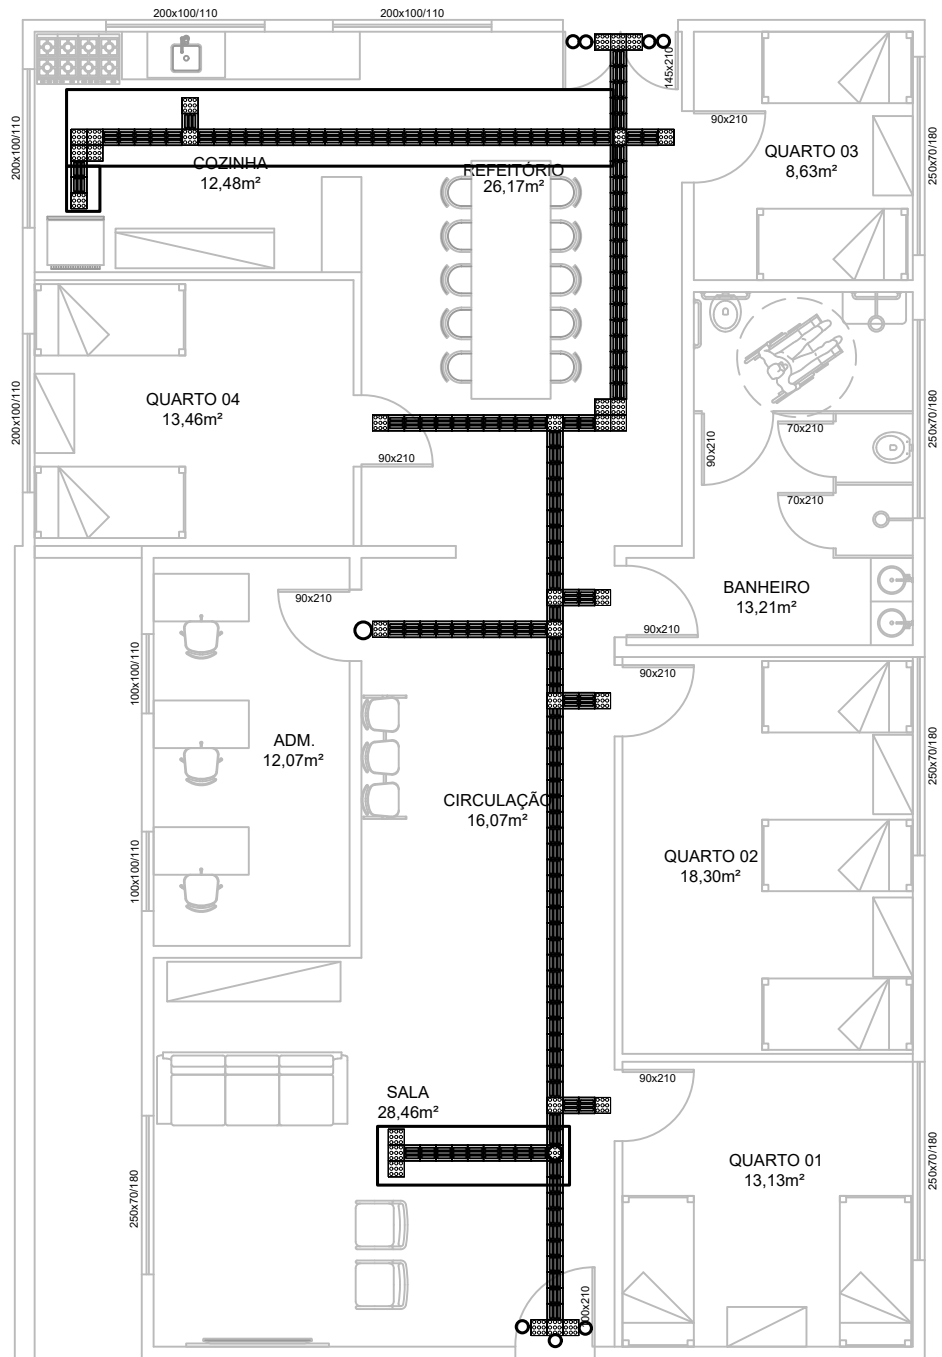 200x100/110
200x100/110
145x210
200x100/110
90x210
250x70/180
QUARTO 03
8,63m²
COZINHA
12,48m²
REFEITÓRIO
26,17m²
200x100/110
QUARTO 04
13,46m²
90x210
90x210
70x210
250x70/180
70x210
BANHEIRO
13,21m²
90x210
90x210
90x210
100x100/110
ADM.
12,07m²
250x70/180
CIRCULAÇÃO
16,07m²
QUARTO 02
18,30m²
100x100/110
90x210
SALA
28,46m²
QUARTO 01
13,13m²
250x70/180
250x70/180